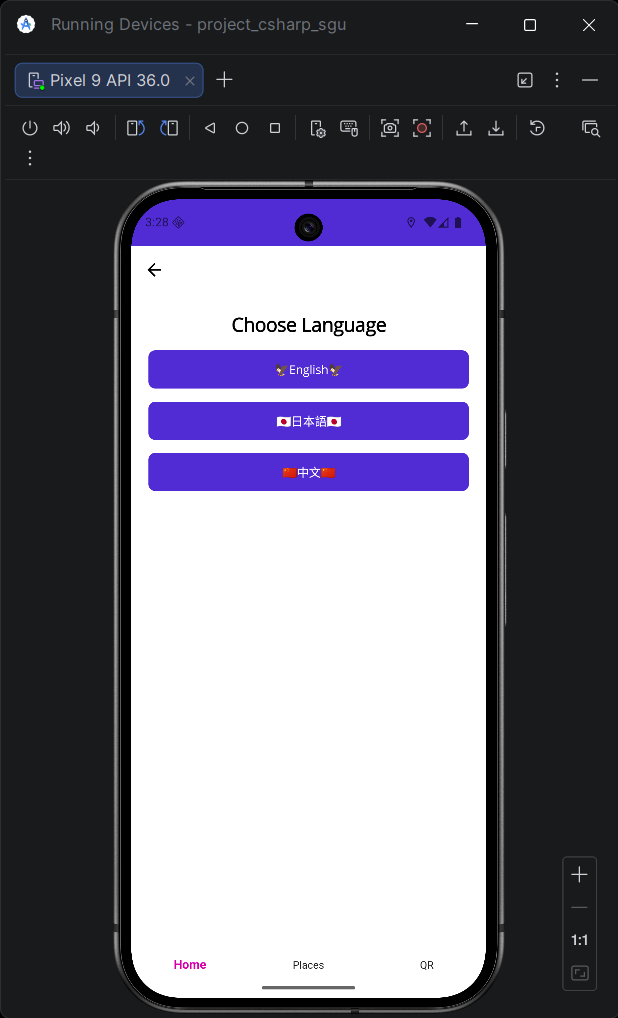 Running Devices - project_csharp_sgu
Pixel 9 API 36.0
3:28
Choose Language
🦅English🦅
🇯🇵日本語🇯🇵
🇨🇳中文🇨🇳
Home
Places
QR
1:1